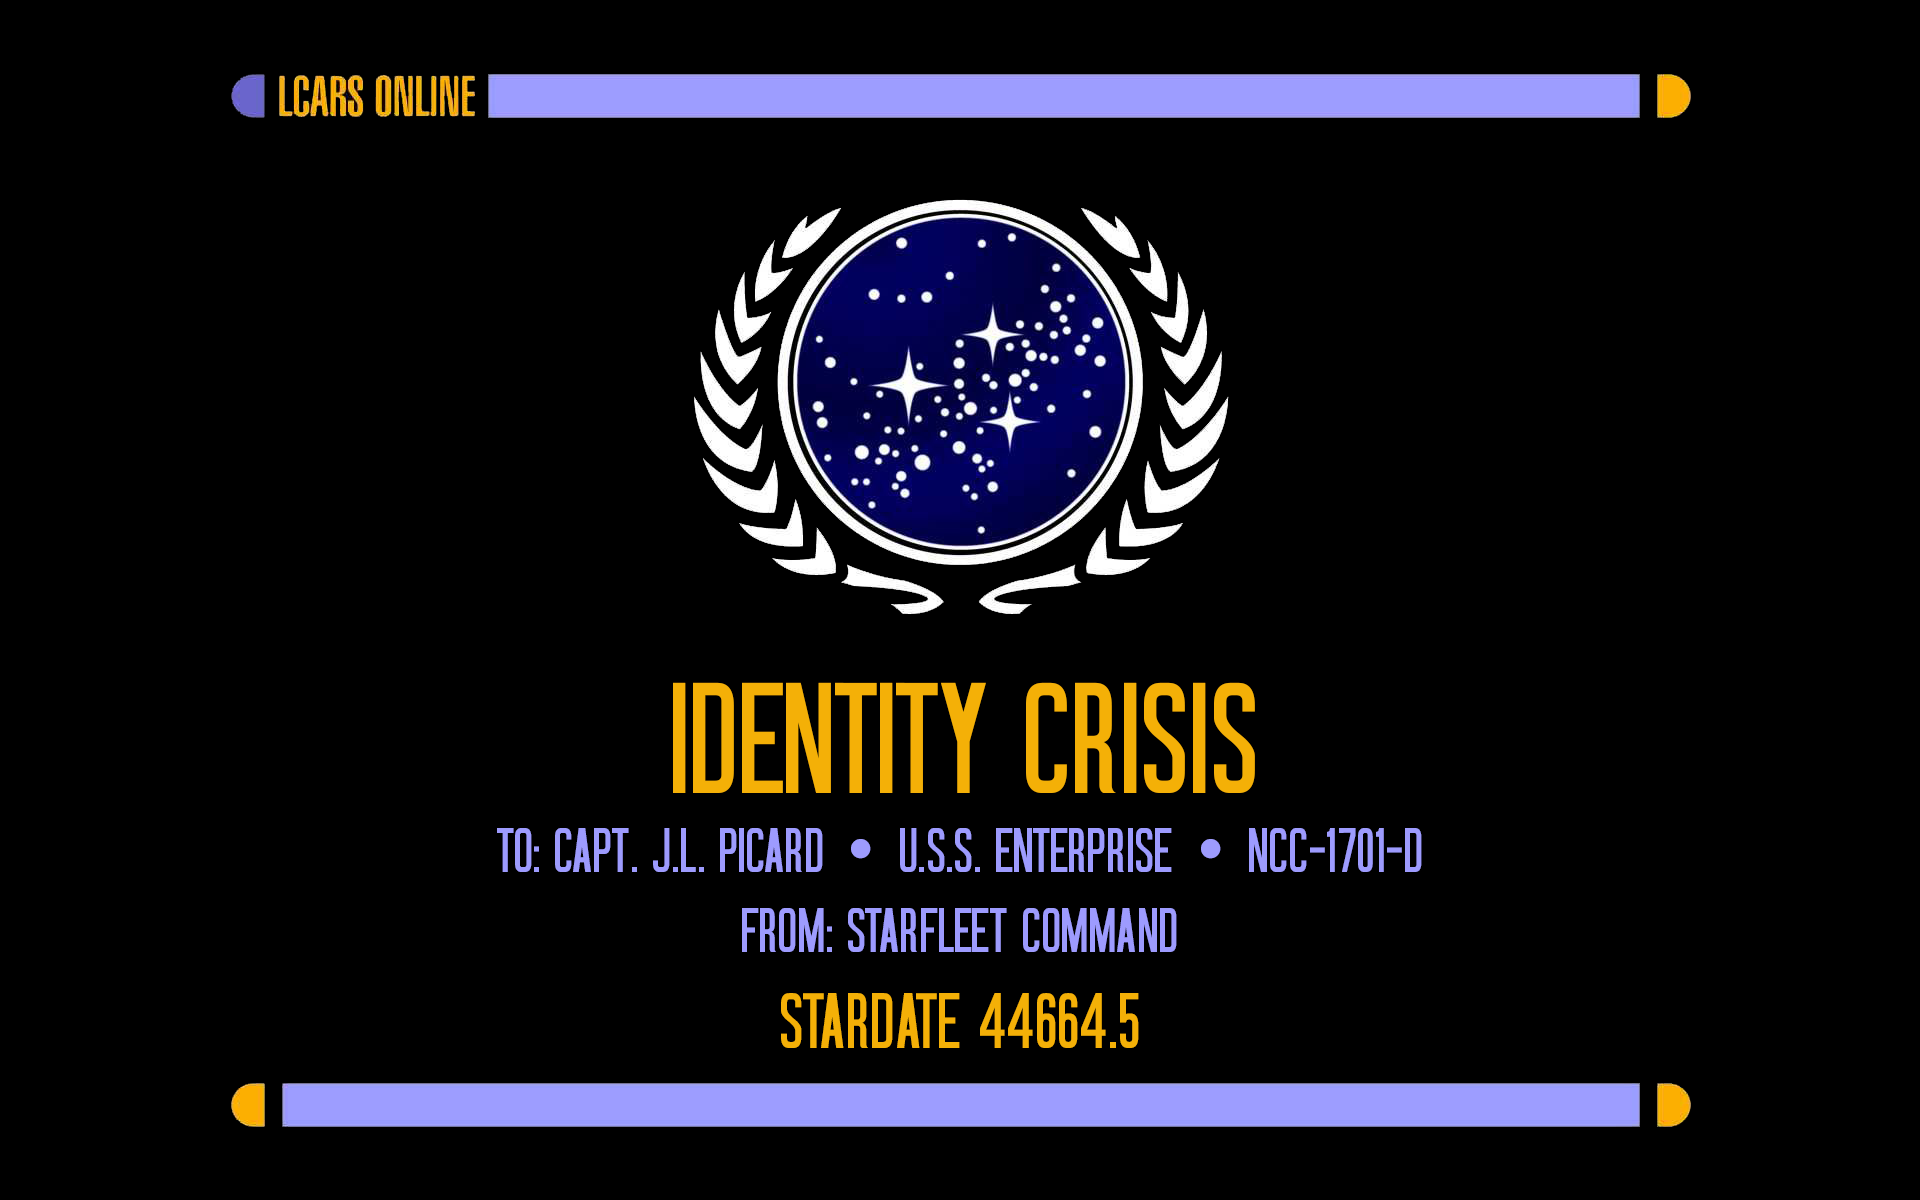 LCARS ONLINE
IDENTITY CRISIS
TO: CAPT. J.L. PICARD • U.S.S. ENTERPRISE • NCC-1701-D
FROM: STARFLEET COMMAND
STARDATE 44664.5